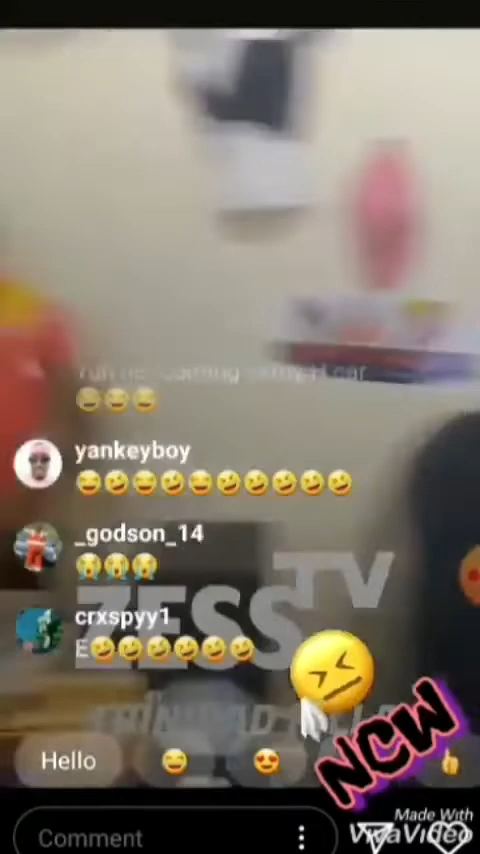 😂😂😂
yankeyboy
😂🤣😂🤣😂🤣🤣🤣🤣🤣
_godson_14
😭😭😭
crxspyy1
E🤣🤣🤣🤣🤣🤣
ZESS TV
NCW
Hello
Made With
VivaVideo
Comment